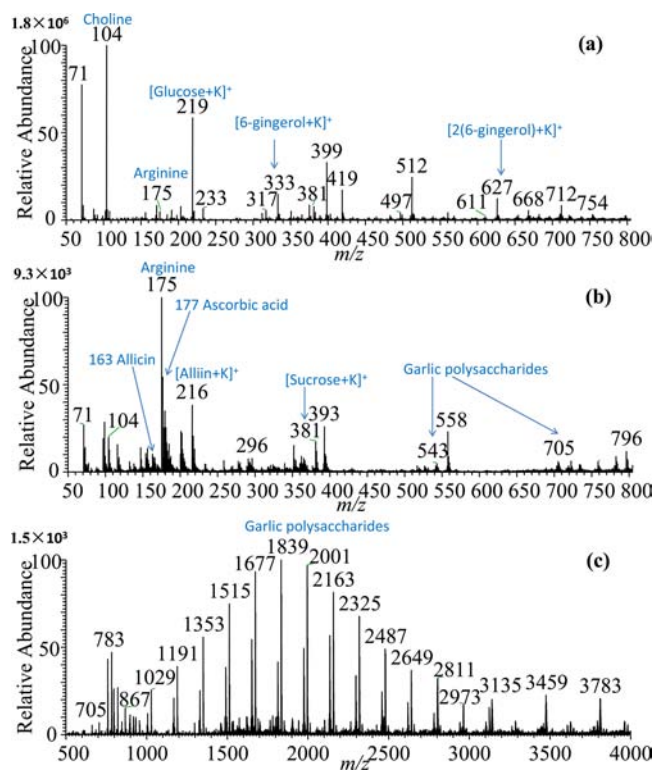 1.8×10⁶
Choline
(a)
100
104
71
[Glucose+K]⁺
219
[6-gingerol+K]⁺
[2(6-gingerol)+K]⁺
Relative Abundance
50
Arginine
175
233
317
333
381
399
419
497
512
611
627
668
712
754
0
50 100 150 200 250 300 350 400 450 500 550 600 650 700 750 800
m/z
9.3×10³
Arginine
(b)
100
175
177 Ascorbic acid
163 Allicin
[Alliin+K]⁺
216
[Sucrose+K]⁺
Garlic polysaccharides
Relative Abundance
50
71
104
296
381
393
543
558
705
796
0
50 100 150 200 250 300 350 400 450 500 550 600 650 700 750 800
m/z
1.5×10³
Garlic polysaccharides
(c)
100
1839
2001
1677
2163
1515
2325
1353
Relative Abundance
50
783
1191
1029
867
705
2487
2649
2811
2973
3135
3459
3783
0
500 1000 1500 2000 2500 3000 3500 4000
m/z